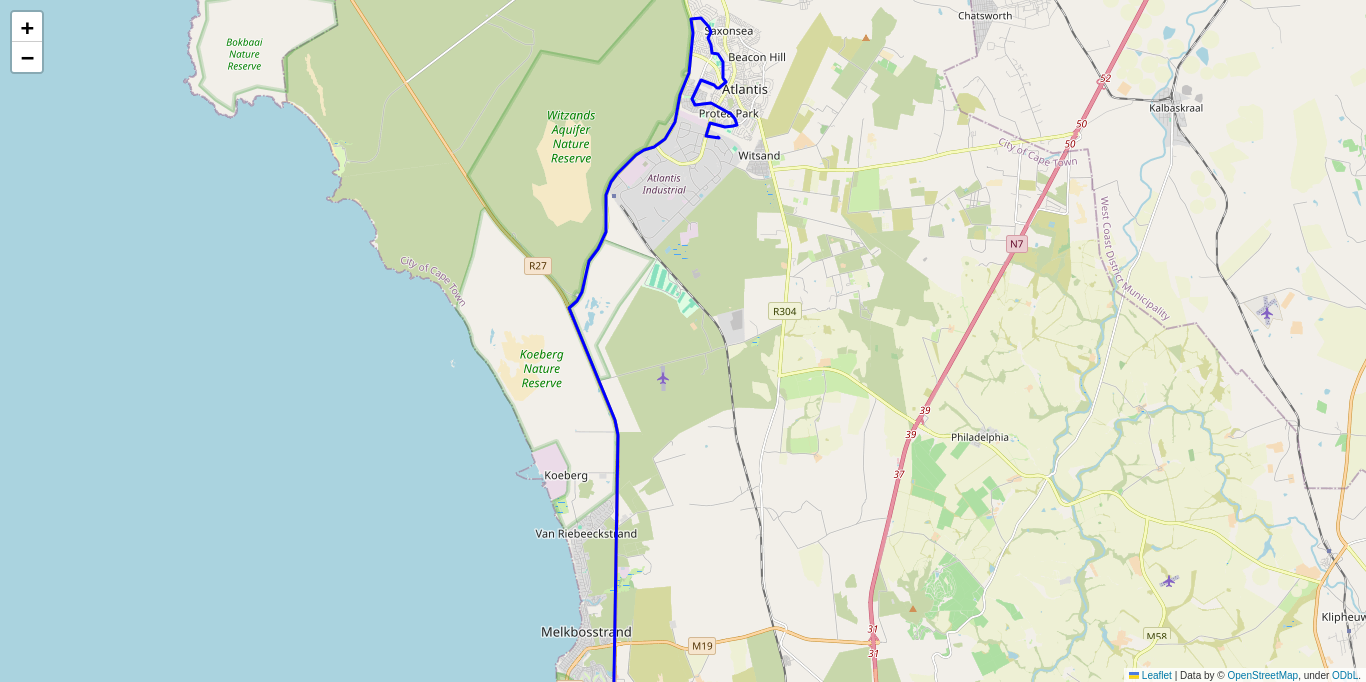 +
−
Bokbaai
Nature
Reserve
Chatsworth
Saxonsea
Beacon Hill
Atlantis
Protea Park
Witsand
Witzands
Aquifer
Nature
Reserve
Atlantis
Industrial
52
Kalbaskraal
50
50
City of Cape Town
West Coast District Municipality
N7
City of Cape Town
R27
R304
Koeberg
Nature
Reserve
39
39
Philadelphia
37
Koeberg
Van Riebeeckstrand
Melkbosstrand
M19
31
31
M58
Klipheuw
Leaflet | Data by © OpenStreetMap, under ODbL.